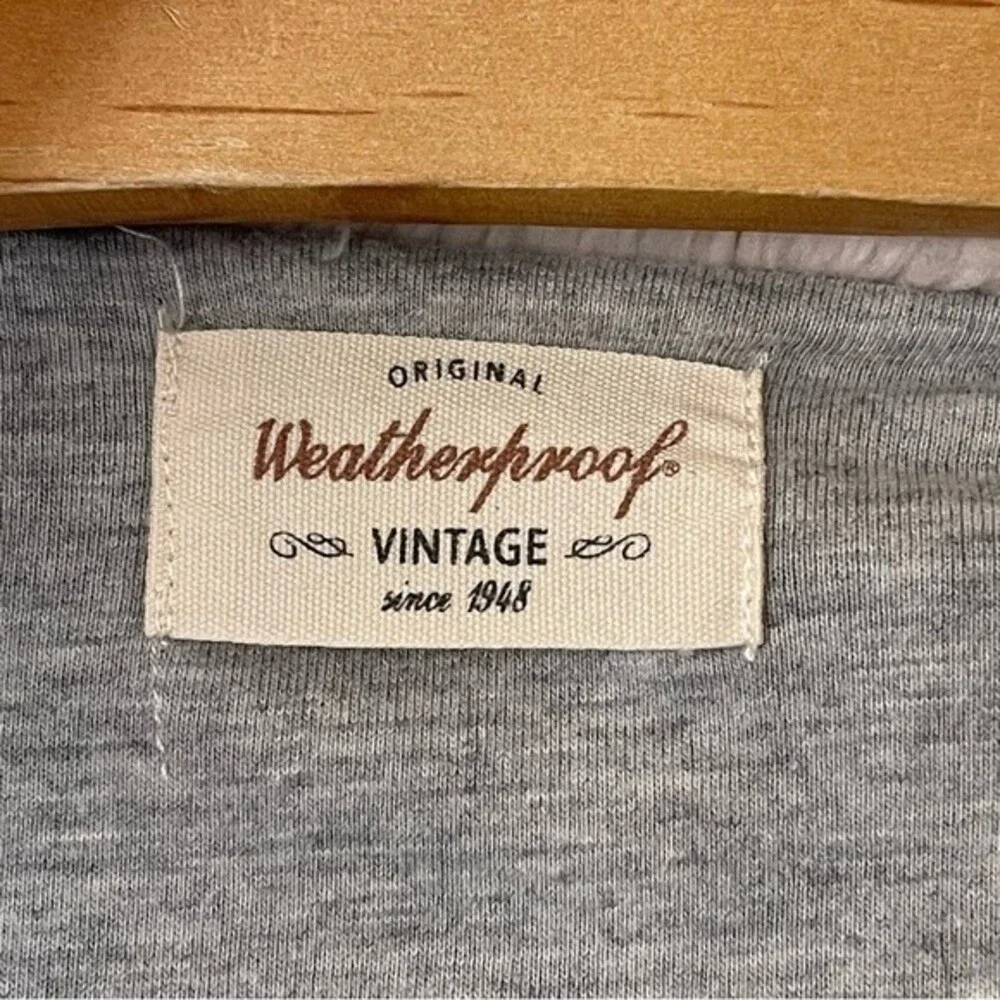 ORIGINAL
Weatherproof®
VINTAGE
since 1948